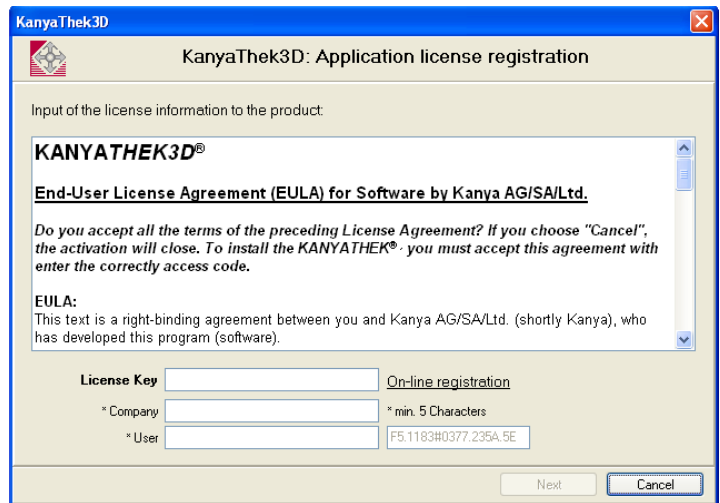 KanyaThek3D
KanyaThek3D: Application license registration
Input of the license information to the product:
KANYATHEK3D®
End-User License Agreement (EULA) for Software by Kanya AG/SA/Ltd.
Do you accept all the terms of the preceding License Agreement? If you choose "Cancel",
the activation will close. To install the KANYATHEK® , you must accept this agreement with
enter the correctly access code.
EULA:
This text is a right-binding agreement between you and Kanya AG/SA/Ltd. (shortly Kanya), who
has developed this program (software).
License Key On-line registration
* Company * min. 5 Characters
* User F5.1183#0377.235A.5E
Next Cancel